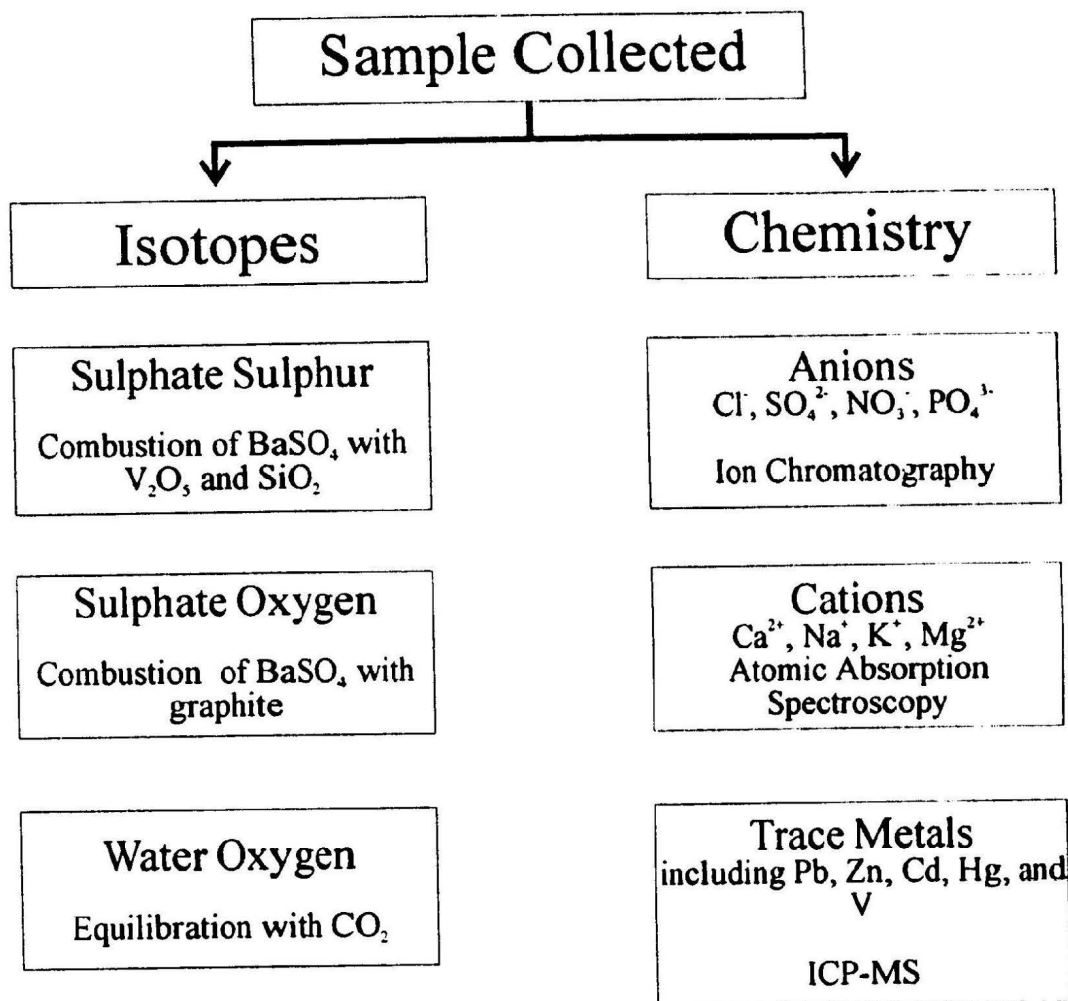 Sample Collected
Isotopes
Chemistry
Sulphate Sulphur
Combustion of BaSO₄ with
V₂O₅ and SiO₂
Anions
Cl⁻, SO₄²⁻, NO₃⁻, PO₄³⁻
Ion Chromatography
Sulphate Oxygen
Combustion of BaSO₄ with
graphite
Cations
Ca²⁺, Na⁺, K⁺, Mg²⁺
Atomic Absorption
Spectroscopy
Water Oxygen
Equilibration with CO₂
Trace Metals
including Pb, Zn, Cd, Hg, and
V
ICP-MS